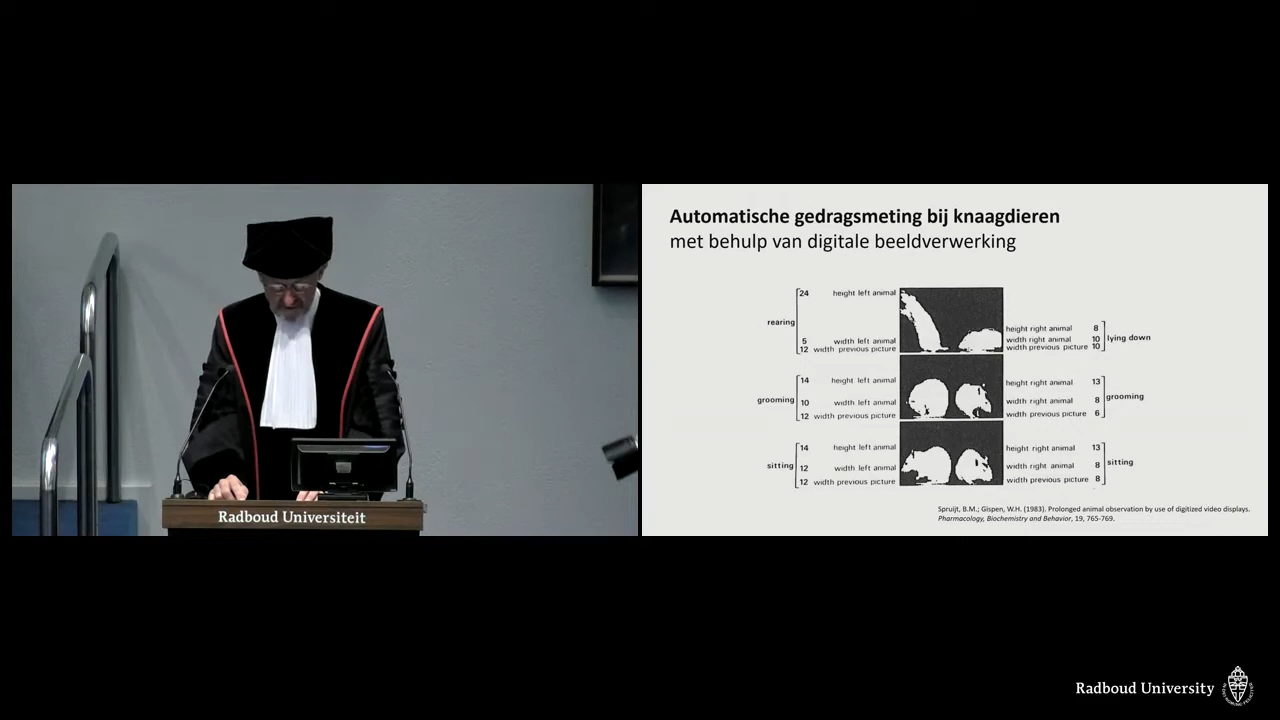 Automatische gedragsmeting bij knaagdieren
met behulp van digitale beeldverwerking
24 height left animal
rearing
5 width left animal
12 width previous picture
height right animal 8
width right animal 10
width previous picture 10
lying down
14 height left animal
grooming
10 width left animal
12 width previous picture
height right animal 13
width right animal 8
grooming
width previous picture 6
14 height left animal
sitting
12 width left animal
12 width previous picture
height right animal 13
width right animal 8
sitting
width previous picture 8
Spruijt, B.M.; Gispen, W.H. (1983). Prolonged animal observation by use of digitized video displays.
Pharmacology, Biochemistry and Behavior, 19, 765-769.
Radboud Universiteit
Radboud University